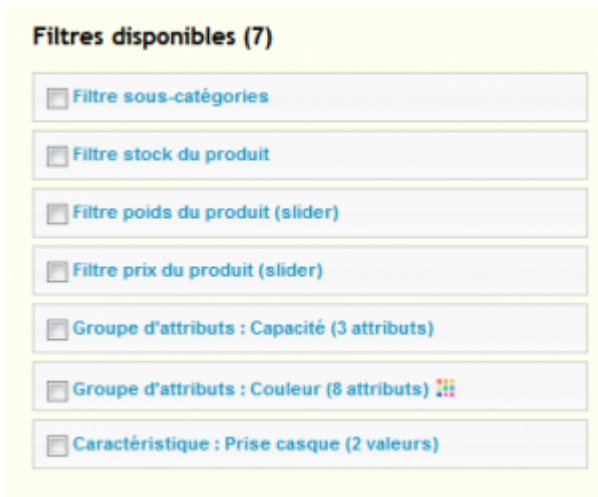 Filtres disponibles (7)
Filtre sous-catégories
Filtre stock du produit
Filtre poids du produit (slider)
Filtre prix du produit (slider)
Groupe d'attributs : Capacité (3 attributs)
Groupe d'attributs : Couleur (8 attributs)
Caractéristique : Prise casque (2 valeurs)